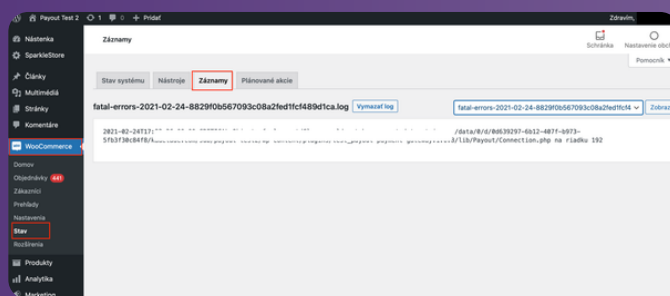 Payout Test 2 1 0 + Pridať Zdravím,
Nástenka
SparkleStore
Články
Multimédiá
Stránky
Komentáre
WooCommerce
Domov
Objednávky 441
Zákazníci
Prehľady
Nastavenia
Stav
Rozšírenia
Produkty
Analytika
Marketing
Záznamy
Schránka Nastavenie obch
Pomocník
Stav systému Nástroje Záznamy Plánované akcie
fatal-errors-2021-02-24-8829f0b567093c08a2fed1fcf489d1ca.log Vymazať log fatal-errors-2021-02-24-8829f0b567093c08a2fed1fcf4 Zobraz
2021-02-24T17: /data/0/d/0d639297-6b12-407f-b973-
5fb3f30c84f8/ /lib/Payout/Connection.php na riadku 192